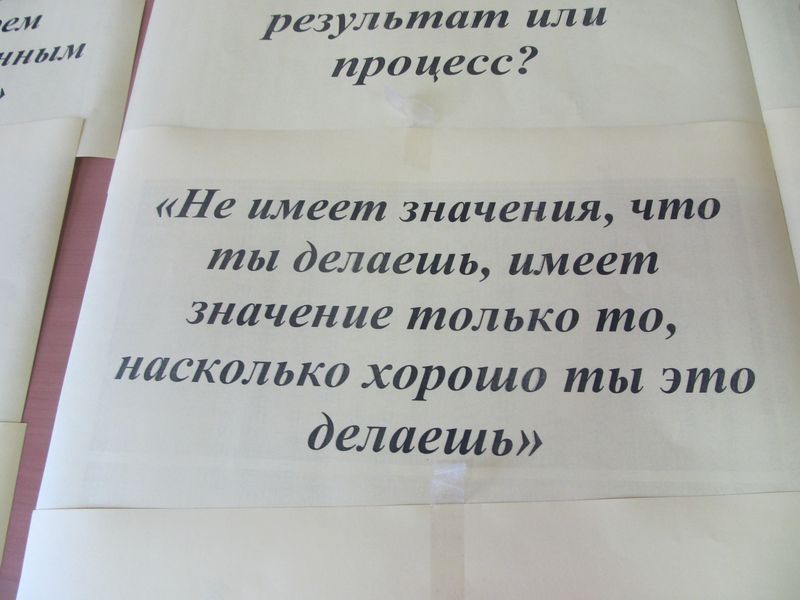 результат или
процесс?
«Не имеет значения, что
ты делаешь, имеет
значение только то,
насколько хорошо ты это
делаешь»